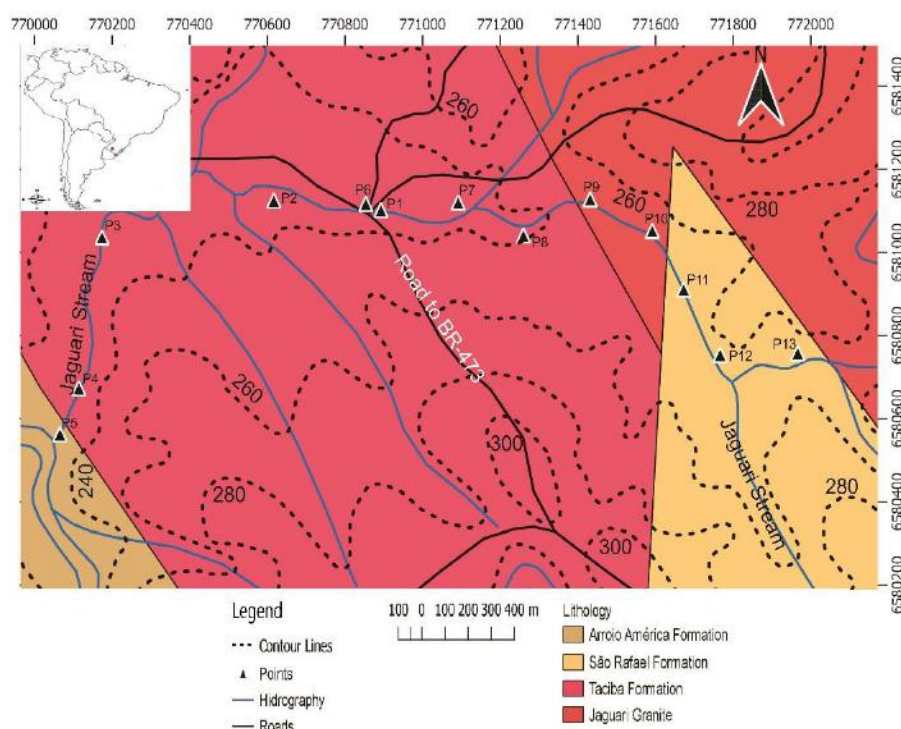 770000 770200 770600 770800 771000 771200 771400 771600 771800 772000
N
6581400
260
6581200
P6
P7
P2
P1
P9
260
280
P10
P3
P8
6581000
Road to BR-473
Jaguari Stream
P11
6580800
P12
P13
P4
260
6580600
P5
300
Jaguari Stream
240
280
280
6580400
300
6580200
Legend
Contour Lines
Points
Hidrography
Roads
100 0 100 200 300 400 m
Lithology
Arroio América Formation
São Rafael Formation
Taciba Formation
Jaguari Granite